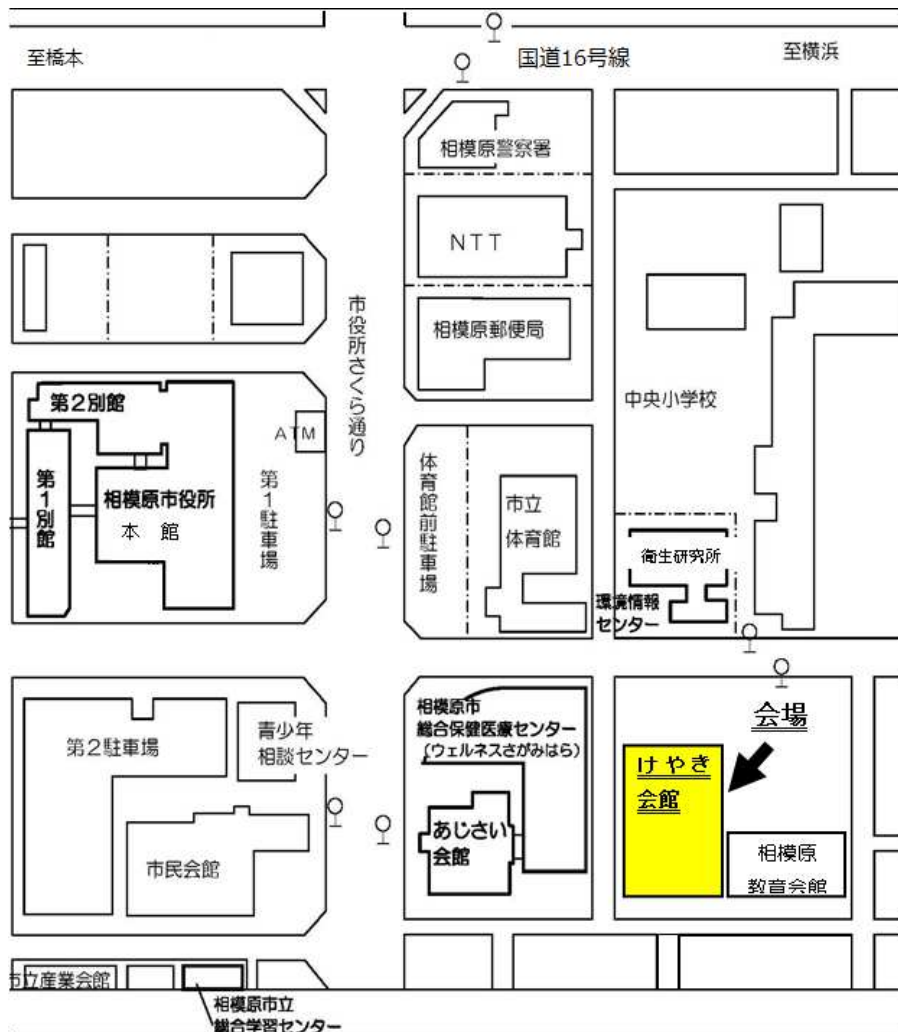 至橋本
国道16号線
至横浜
相模原警察署
NTT
相模原郵便局
市役所さくら通り
中央小学校
第2別館
ATM
第1別館
相模原市役所
本館
第1駐車場
体育館前駐車場
市立
体育館
衛生研究所
環境情報
センター
第2駐車場
青少年
相談センター
相模原市
総合保健医療センター
(ウェルネスさがみはら)
会場
けやき
会館
あじさい
会館
市民会館
相模原
教育会館
市立産業会館
相模原市立
総合学習センター